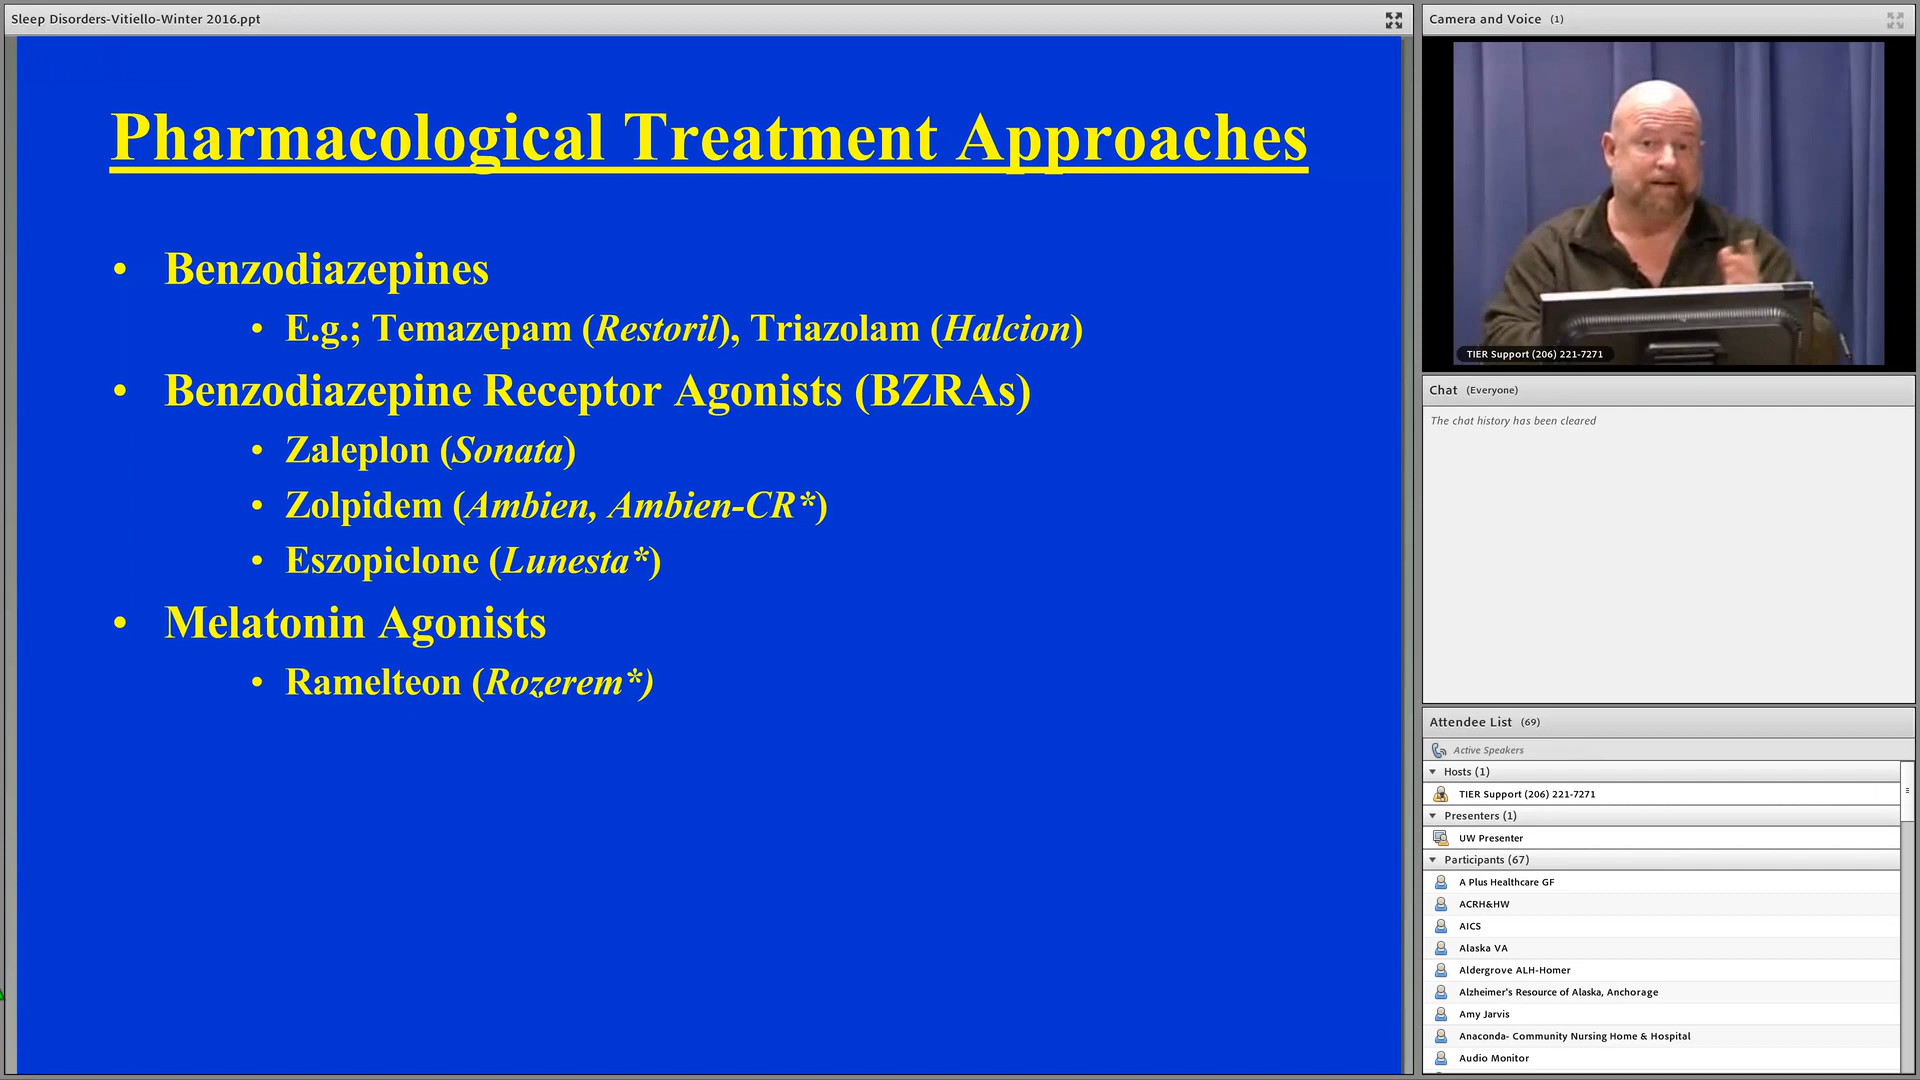 Sleep Disorders-Vitiello-Winter 2016.ppt
Pharmacological Treatment Approaches
• Benzodiazepines
• E.g.; Temazepam (Restoril), Triazolam (Halcion)
• Benzodiazepine Receptor Agonists (BZRAs)
• Zaleplon (Sonata)
• Zolpidem (Ambien, Ambien-CR*)
• Eszopiclone (Lunesta*)
• Melatonin Agonists
• Ramelteon (Rozerem*)
Camera and Voice (1)
TIER Support (206) 221-7271
Chat (Everyone)
The chat history has been cleared
Attendee List (69)
Active Speakers
Hosts (1)
TIER Support (206) 221-7271
Presenters (1)
UW Presenter
Participants (67)
A Plus Healthcare GF
ACRH&HW
AICS
Alaska VA
Aldergrove ALH-Homer
Alzheimer's Resource of Alaska, Anchorage
Amy Jarvis
Anaconda- Community Nursing Home & Hospital
Audio Monitor